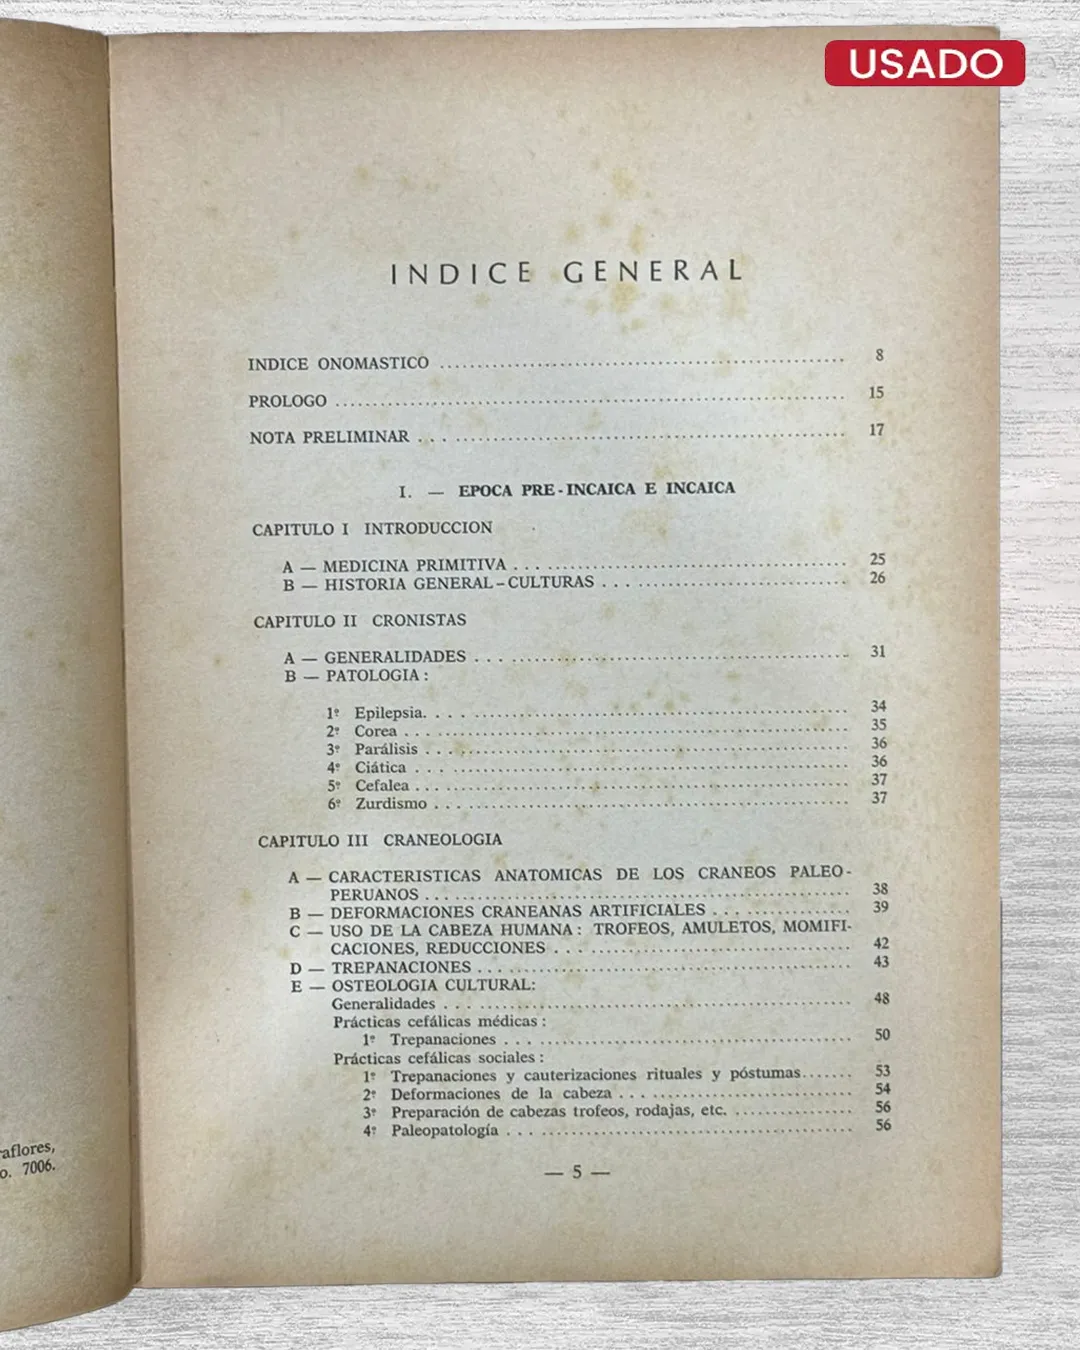 USADO
INDICE GENERAL
INDICE ONOMASTICO ........ 8
PROLOGO ........ 15
NOTA PRELIMINAR ........ 17
I. — EPOCA PRE-INCAICA E INCAICA
CAPITULO I INTRODUCCION
A — MEDICINA PRIMITIVA ........ 25
B — HISTORIA GENERAL-CULTURAS ........ 26
CAPITULO II CRONISTAS
A — GENERALIDADES ........ 31
B — PATOLOGIA :
1º Epilepsia. ........ 34
2º Corea ........ 35
3º Parálisis ........ 36
4º Ciática ........ 36
5º Cefalea ........ 37
6º Zurdismo ........ 37
CAPITULO III CRANEOLOGIA
A — CARACTERISTICAS ANATOMICAS DE LOS CRANEOS PALEO-
PERUANOS ........ 38
B — DEFORMACIONES CRANEANAS ARTIFICIALES ........ 39
C — USO DE LA CABEZA HUMANA : TROFEOS, AMULETOS, MOMIFI-
CACIONES, REDUCCIONES ........ 42
D — TREPANACIONES ........ 43
E — OSTEOLOGIA CULTURAL:
Generalidades ........ 48
Prácticas cefálicas médicas :
1º Trepanaciones ........ 50
Prácticas cefálicas sociales :
1º Trepanaciones y cauterizaciones rituales y póstumas ........ 53
2º Deformaciones de la cabeza ........ 54
3º Preparación de cabezas trofeos, rodajas, etc. ........ 56
4º Paleopatología ........ 56
— 5 —
aflores,
o. 7006.